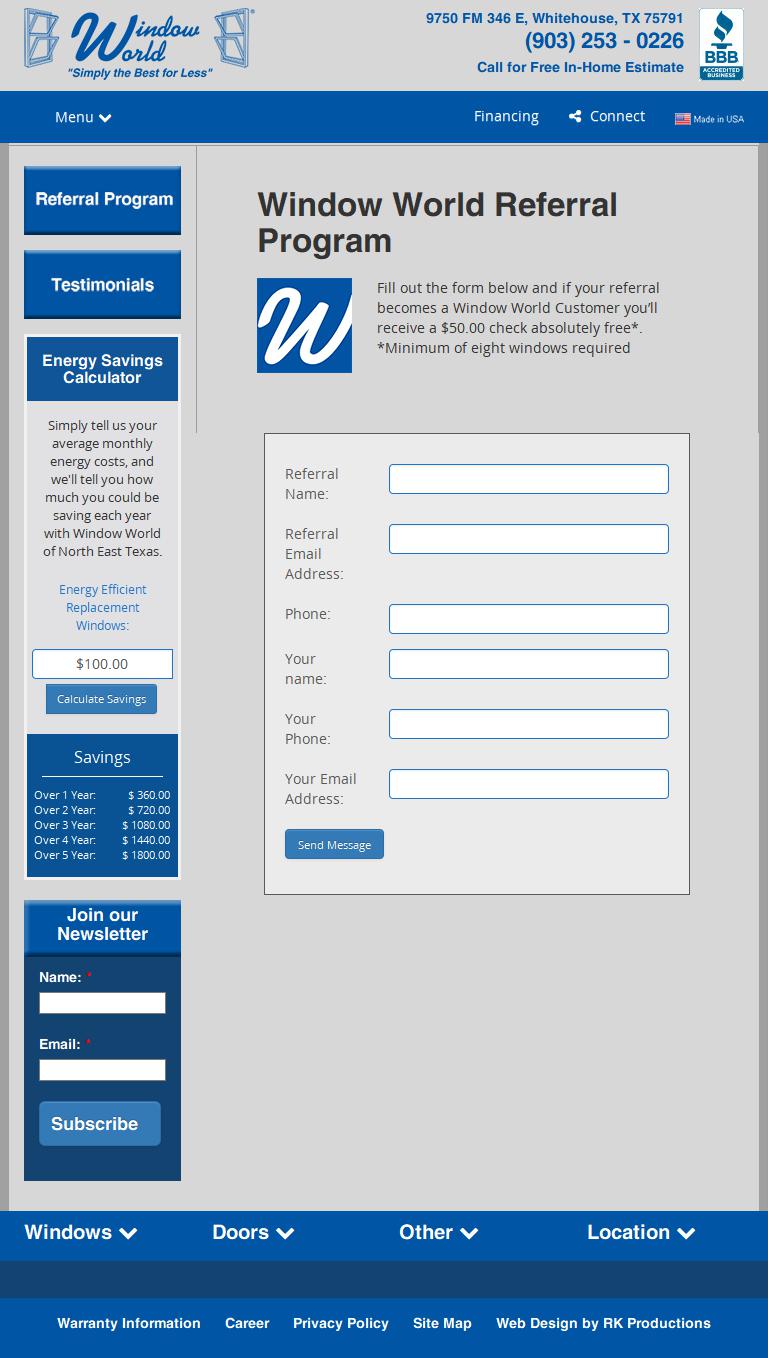 Window
World
®
"Simply the Best for Less"
9750 FM 346 E, Whitehouse, TX 75791
(903) 253 - 0226
Call for Free In-Home Estimate
BBB
ACCREDITED
BUSINESS
Menu
Financing
Connect
Made in USA
Referral Program
Testimonials
Energy Savings
Calculator
Simply tell us your
average monthly
energy costs, and
we'll tell you how
much you could be
saving each year
with Window World
of North East Texas.
Energy Efficient
Replacement
Windows:
$100.00
Calculate Savings
Savings
Over 1 Year: $ 360.00
Over 2 Year: $ 720.00
Over 3 Year: $ 1080.00
Over 4 Year: $ 1440.00
Over 5 Year: $ 1800.00
Join our
Newsletter
Name: *
Email: *
Subscribe
Window World Referral
Program
W
Fill out the form below and if your referral
becomes a Window World Customer you’ll
receive a $50.00 check absolutely free*.
*Minimum of eight windows required
Referral
Name:
Referral
Email
Address:
Phone:
Your
name:
Your
Phone:
Your Email
Address:
Send Message
Windows
Doors
Other
Location
Warranty Information
Career
Privacy Policy
Site Map
Web Design by RK Productions